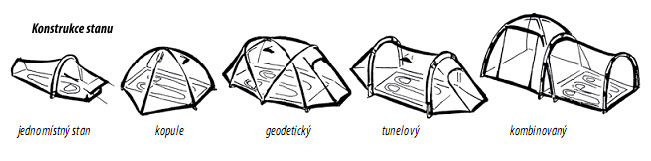 Konstrukce stanu
jednomístný stan
kopule
geodetický
tunelový
kombinovaný